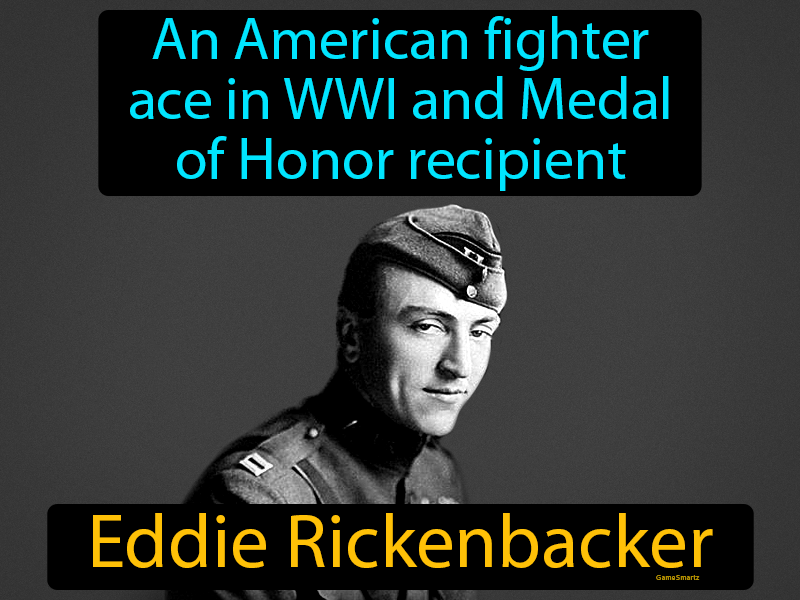 An American fighter
ace in WWI and Medal
of Honor recipient
Eddie Rickenbacker
GameSmartz